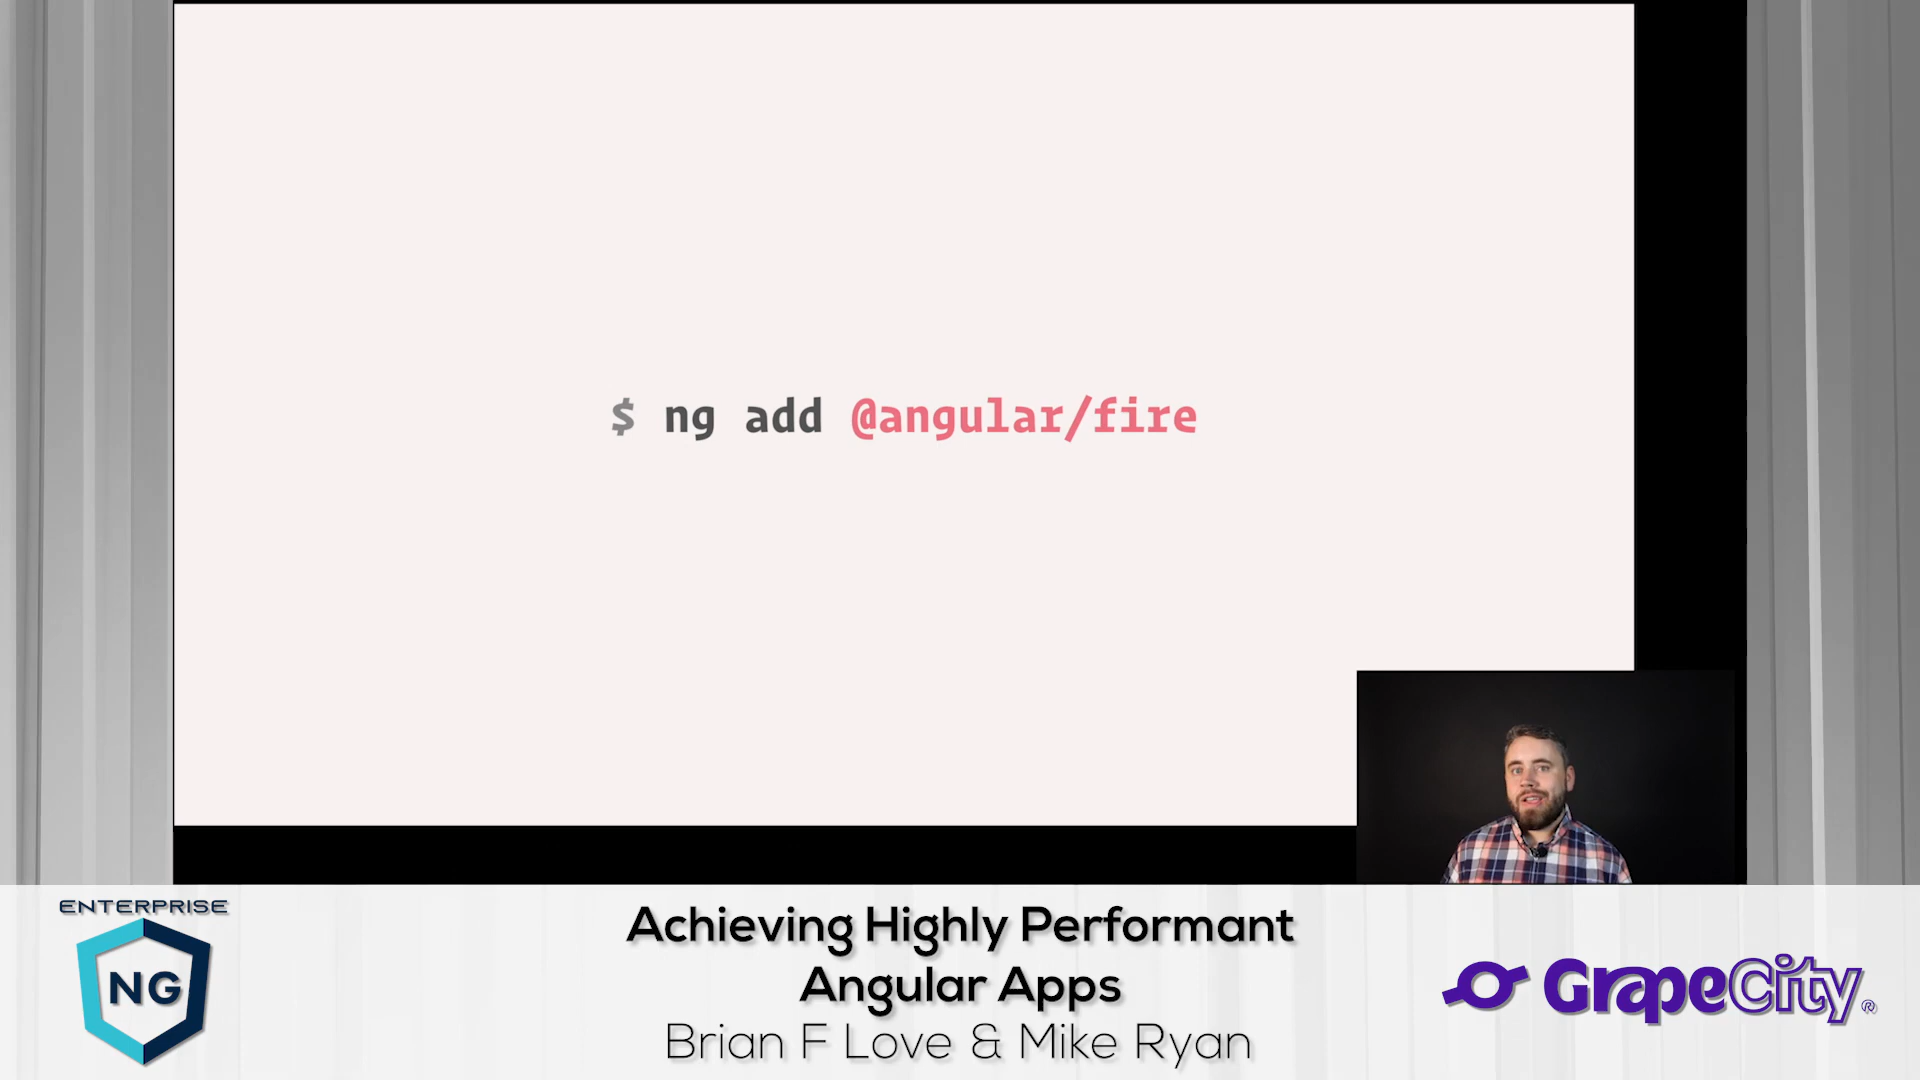 $ ng add @angular/fire
ENTERPRISE
NG
Achieving Highly Performant
Angular Apps
Brian F Love & Mike Ryan
GrapeCity®